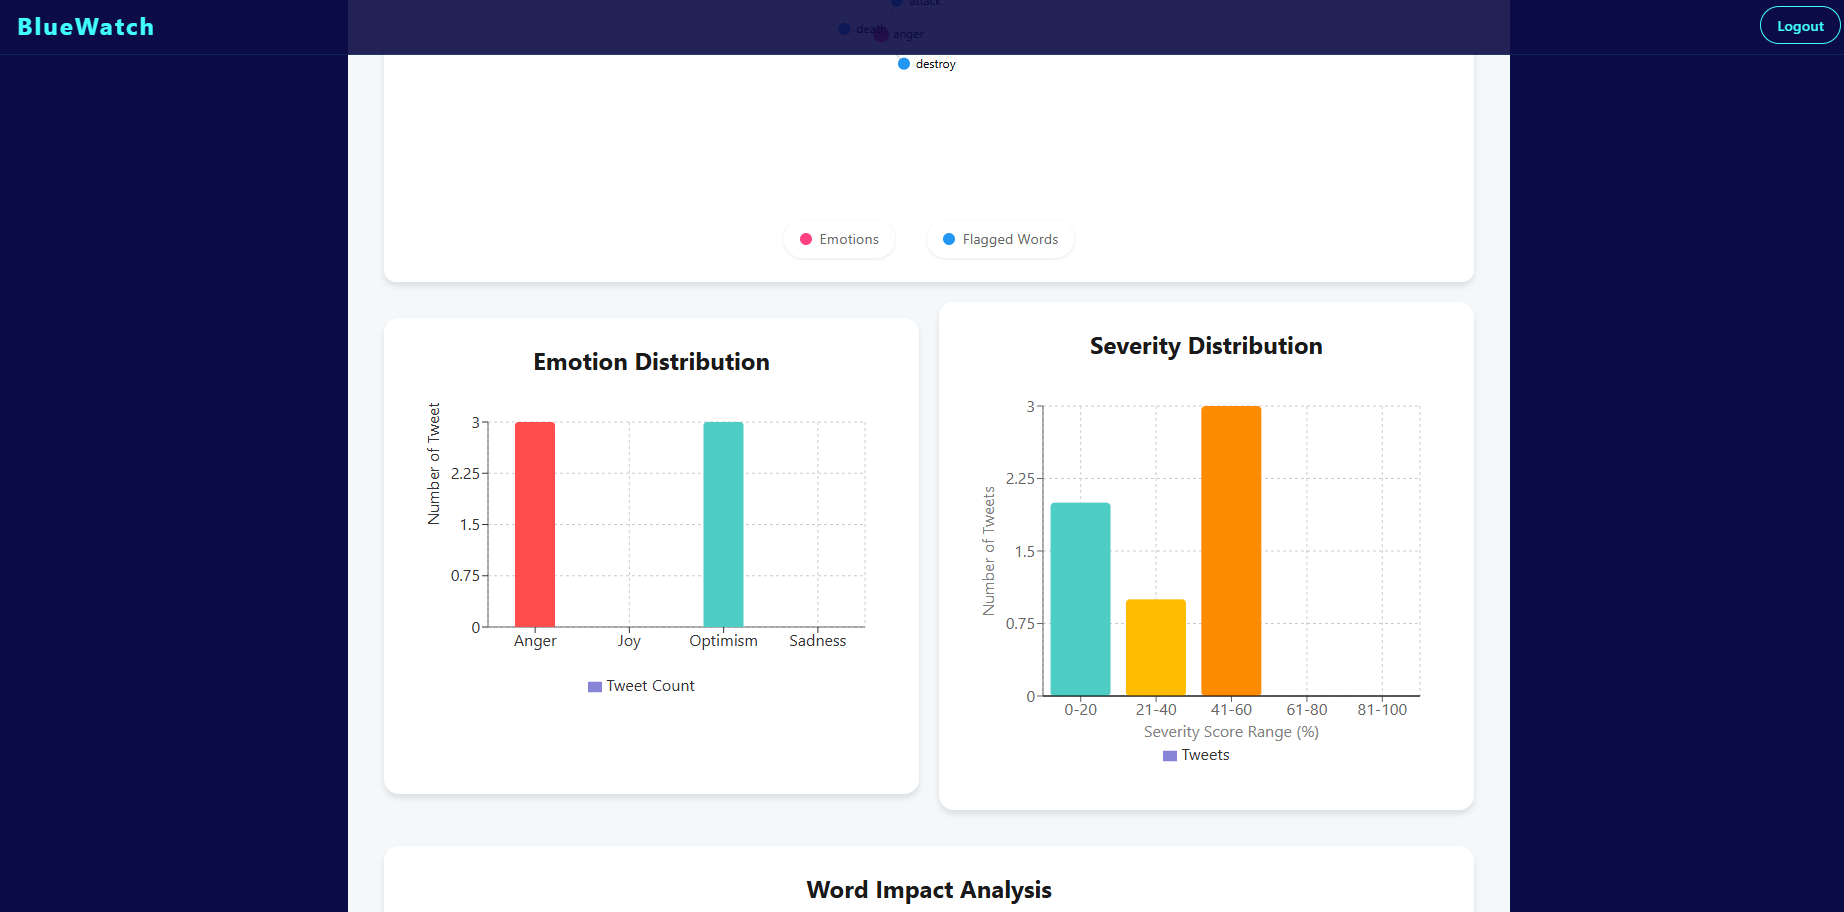 BlueWatch
Logout
attack
death
anger
destroy
Emotions
Flagged Words
Emotion Distribution
Number of Tweet
3
2.25
1.5
0.75
0
Anger Joy Optimism Sadness
Tweet Count
Severity Distribution
Number of Tweets
3
2.25
1.5
0.75
0
0-20 21-40 41-60 61-80 81-100
Severity Score Range (%)
Tweets
Word Impact Analysis